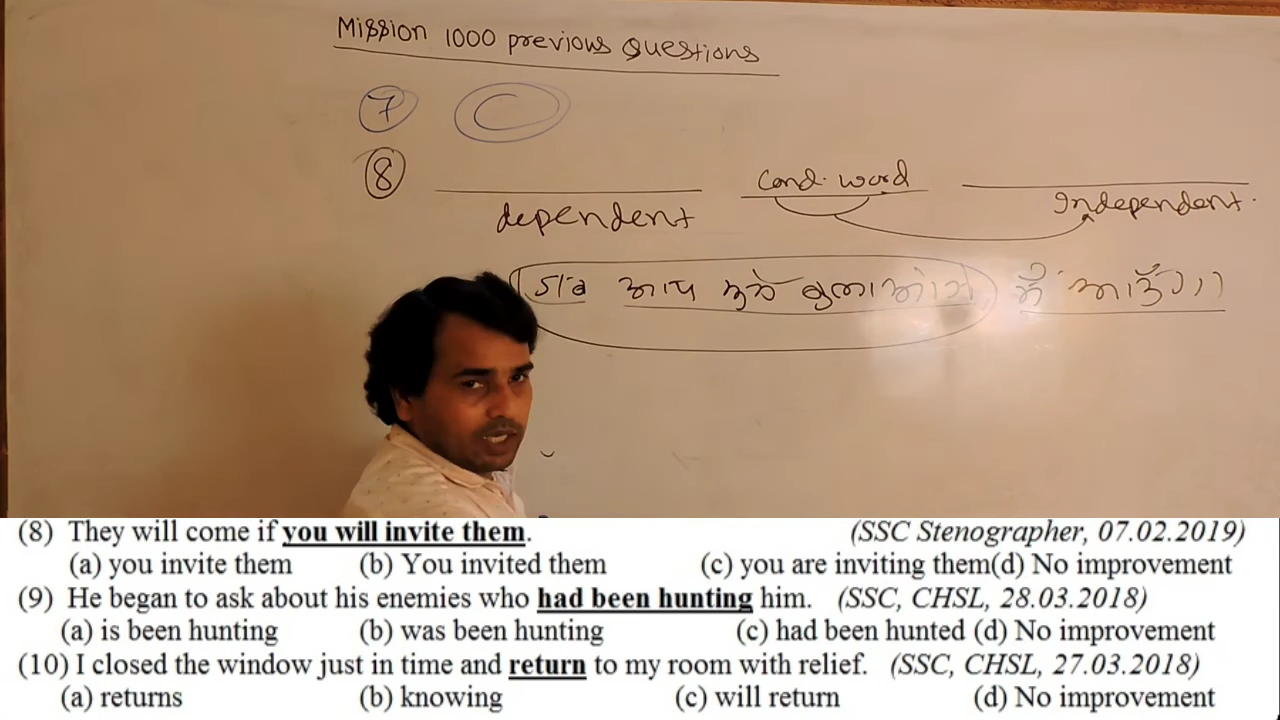 Mission 1000 previous Questions
7 C
8
Cond. word
dependent Independent.
जब आप मुझे बुलाओगे, मैं आऊँगा।
(8) They will come if you will invite them. (SSC Stenographer, 07.02.2019)
(a) you invite them (b) You invited them (c) you are inviting them(d) No improvement
(9) He began to ask about his enemies who had been hunting him. (SSC, CHSL, 28.03.2018)
(a) is been hunting (b) was been hunting (c) had been hunted (d) No improvement
(10) I closed the window just in time and return to my room with relief. (SSC, CHSL, 27.03.2018)
(a) returns (b) knowing (c) will return (d) No improvement